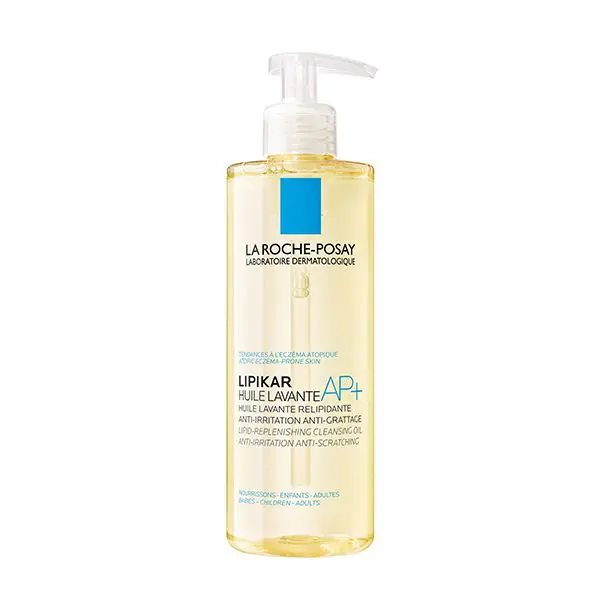 LA ROCHE-POSAY
LABORATOIRE DERMATOLOGIQUE
TENDANCES À L'ECZÉMA ATOPIQUE
ATOPIC ECZEMA-PRONE SKIN
LIPIKAR
HUILE LAVANTE AP+
HUILE LAVANTE RELIPIDANTE
ANTI-IRRITATION ANTI-GRATTAGE
LIPID-REPLENISHING CLEANSING OIL
ANTI-IRRITATION ANTI-SCRATCHING
NOURRISSONS - ENFANTS - ADULTES
BABIES - CHILDREN - ADULTS